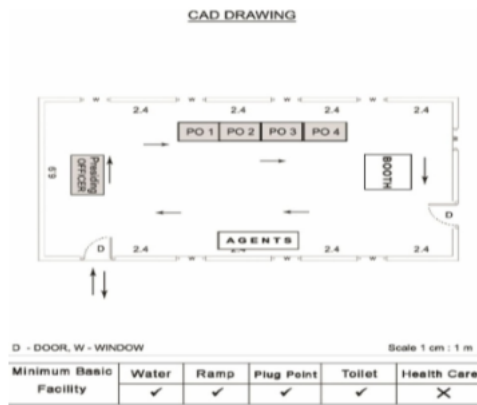 CAD DRAWING
W W W
2.4 2.4 2.4 2.4
PO 1 PO 2 PO 3 PO 4
Presiding
OFFICER
BOOTH
6.9
D
AGENTS
D
2.4 2.4 2.4 2.4
W W W
D - DOOR, W - WINDOW Scale 1 cm : 1 m
Minimum Basic Facility Water Ramp Plug Point Toilet Health Care
✓ ✓ ✓ ✓ X